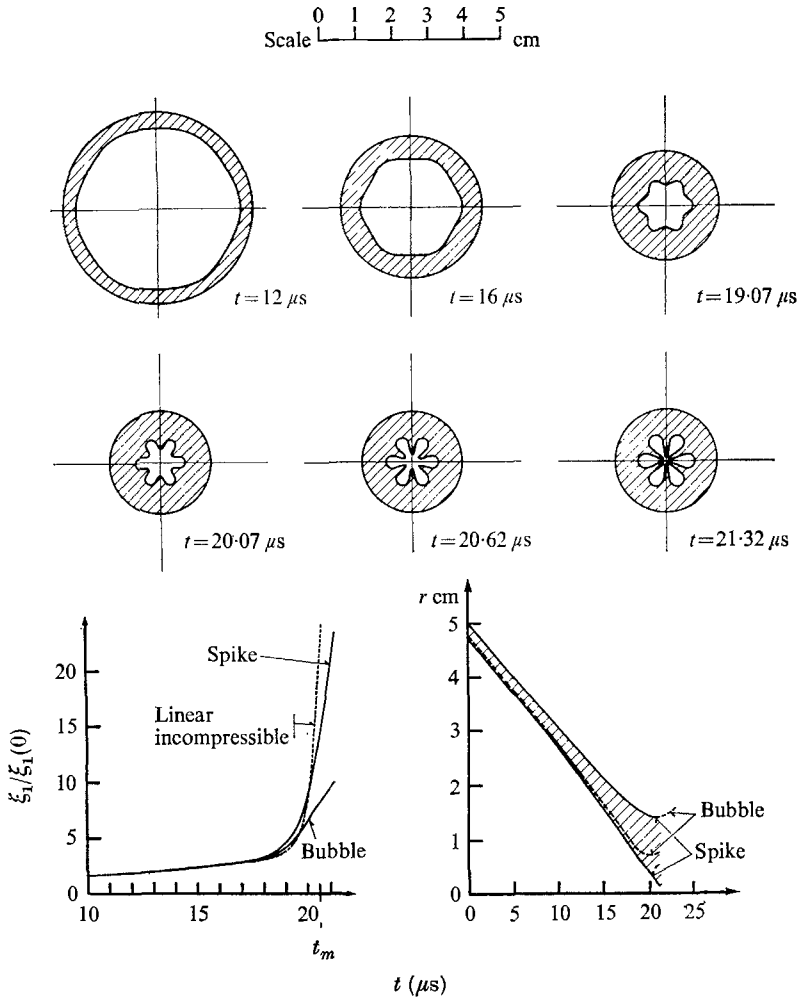 0 1 2 3 4 5
Scale cm
t=12 μs
t=16 μs
t=19·07 μs
t=20·07 μs
t=20·62 μs
t=21·32 μs
ξ₁/ξ₁(0)
20
15
10
5
0
10 15 20
tₘ
Spike
Linear
incompressible
Bubble
r cm
5
4
3
2
1
0
0 5 10 15 20 25
Bubble
Spike
t (μs)